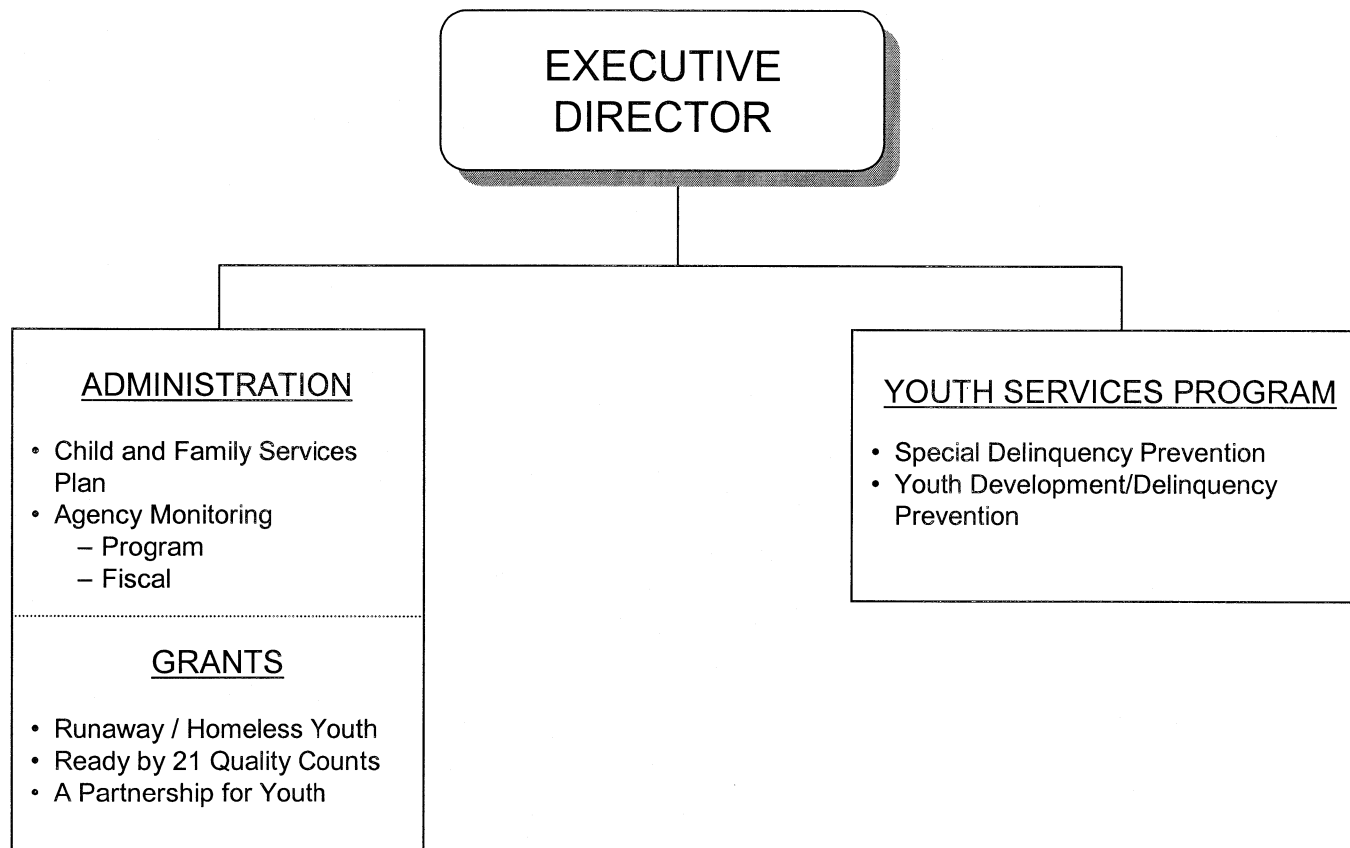 EXECUTIVE
DIRECTOR
ADMINISTRATION
• Child and Family Services
Plan
• Agency Monitoring
– Program
– Fiscal
GRANTS
• Runaway / Homeless Youth
• Ready by 21 Quality Counts
• A Partnership for Youth
YOUTH SERVICES PROGRAM
• Special Delinquency Prevention
• Youth Development/Delinquency
Prevention